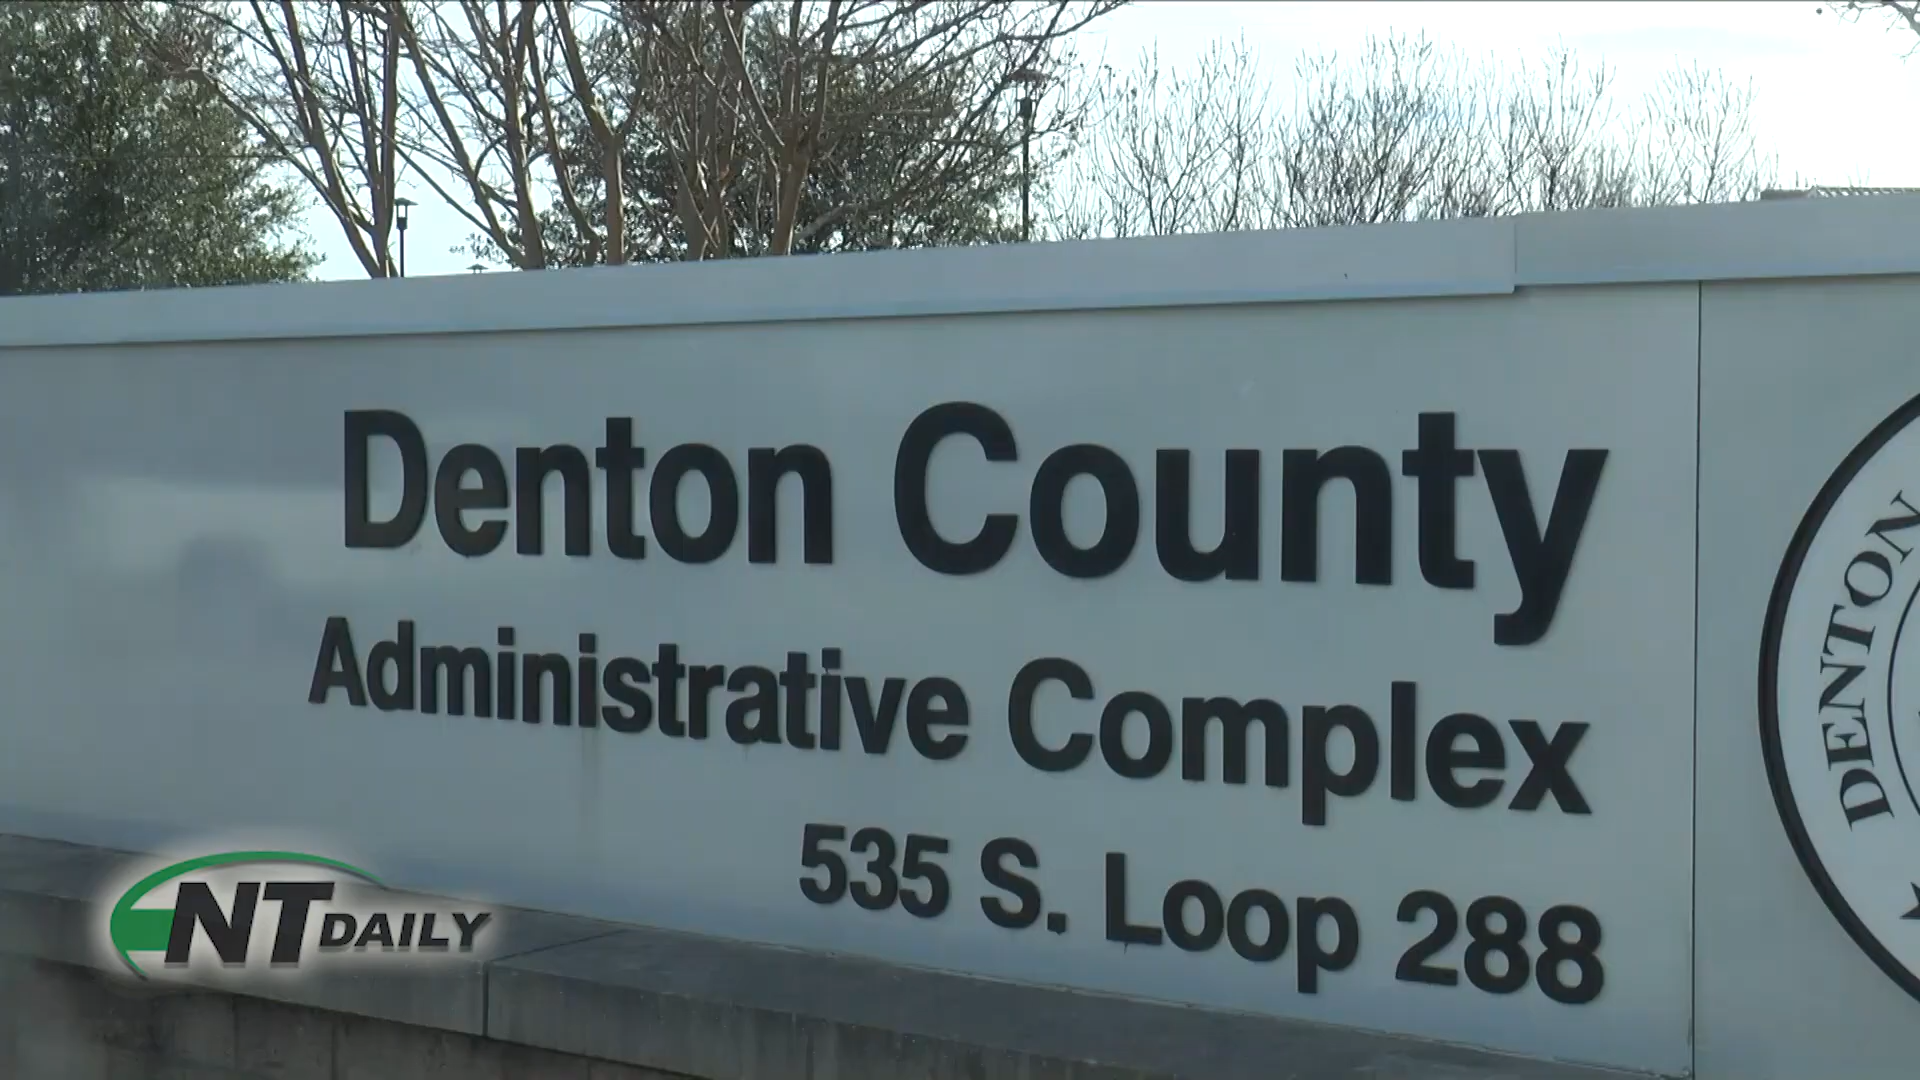 Denton County
Administrative Complex
535 S. Loop 288
DENTON
NT DAILY